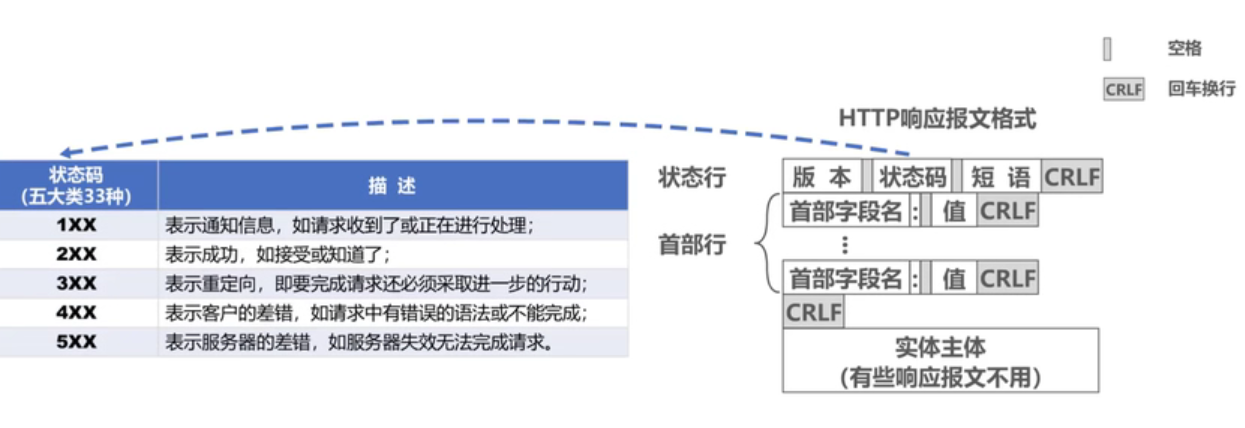 空格
CRLF 回车换行
HTTP响应报文格式
状态码
(五大类33种)
描 述
1XX 表示通知信息，如请求收到了或正在进行处理；
2XX 表示成功，如接受或知道了；
3XX 表示重定向，即要完成请求还必须采取进一步的行动；
4XX 表示客户的差错，如请求中有错误的语法或不能完成；
5XX 表示服务器的差错，如服务器失效无法完成请求。
状态行 版 本 状态码 短 语 CRLF
首部字段名 : 值 CRLF
首部行
⋮
首部字段名 : 值 CRLF
CRLF
实体主体
(有些响应报文不用)